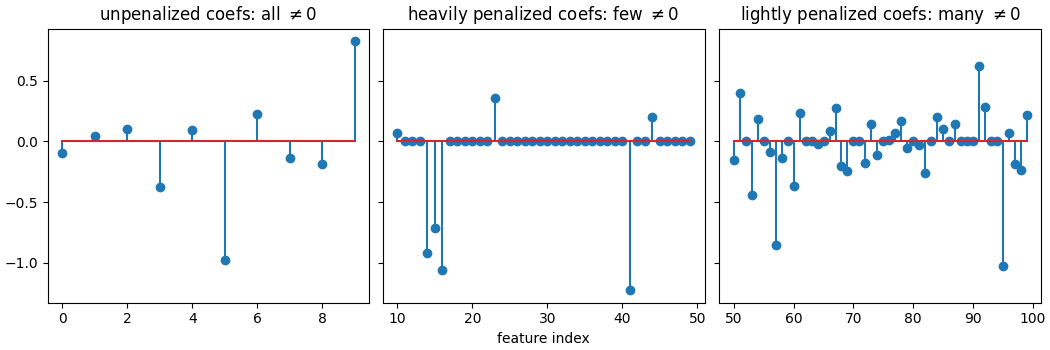 unpenalized coefs: all ≠0
heavily penalized coefs: few ≠0
lightly penalized coefs: many ≠0
0.5
0.0
−0.5
−1.0
0 2 4 6 8
10 20 30 40 50
50 60 70 80 90 100
feature index